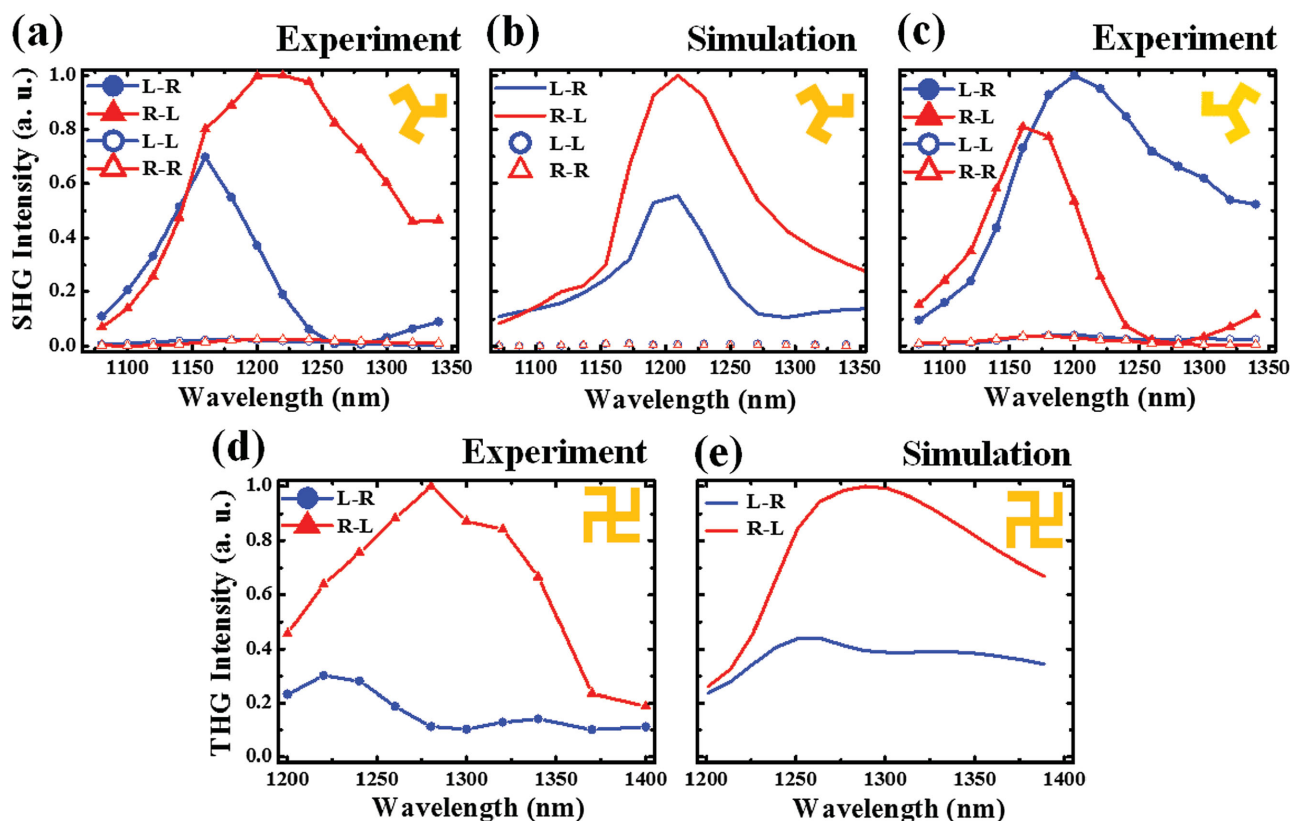 (a) Experiment
SHG Intensity (a. u.)
1.0
0.8
0.6
0.4
0.2
0.0
L-R
R-L
L-L
R-R
1100 1150 1200 1250 1300 1350
Wavelength (nm)
(b) Simulation
L-R
R-L
L-L
R-R
1100 1150 1200 1250 1300 1350
Wavelength (nm)
(c) Experiment
L-R
R-L
L-L
R-R
1100 1150 1200 1250 1300 1350
Wavelength (nm)
(d) Experiment
THG Intensity (a. u.)
1.0
0.8
0.6
0.4
0.2
0.0
L-R
R-L
1200 1250 1300 1350 1400
Wavelength (nm)
(e) Simulation
L-R
R-L
1200 1250 1300 1350 1400
Wavelength (nm)